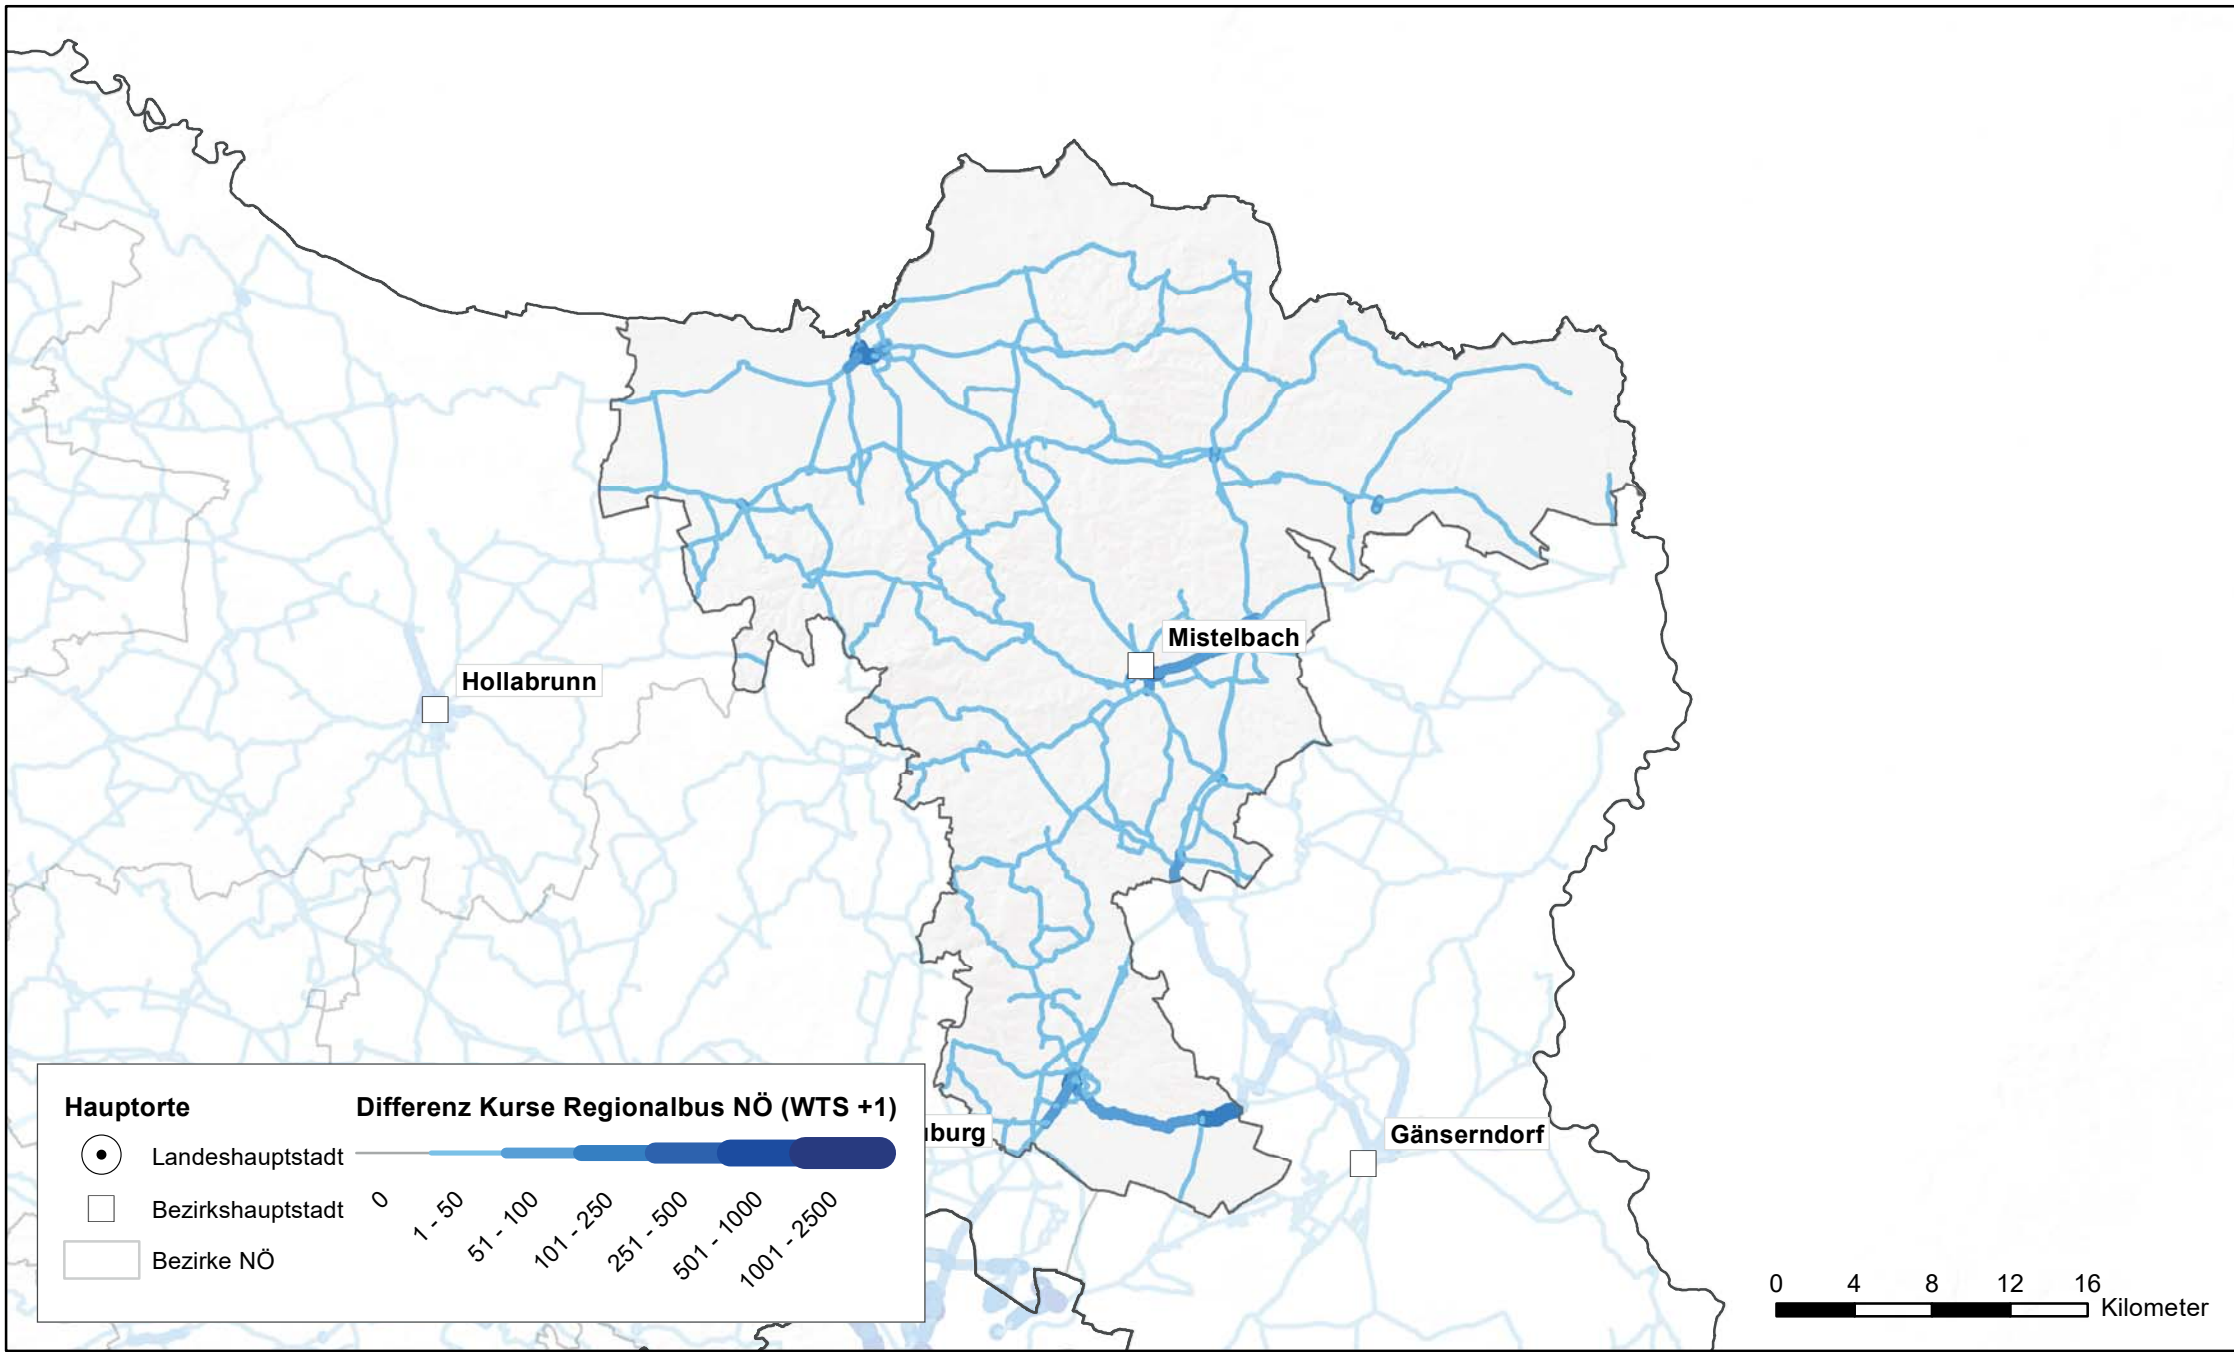 Mistelbach
Hollabrunn
uburg
Gänserndorf
Hauptorte
Landeshauptstadt
Bezirkshauptstadt
Bezirke NÖ
Differenz Kurse Regionalbus NÖ (WTS +1)
0
1 - 50
51 - 100
101 - 250
251 - 500
501 - 1000
1001 - 2500
0 4 8 12 16
Kilometer